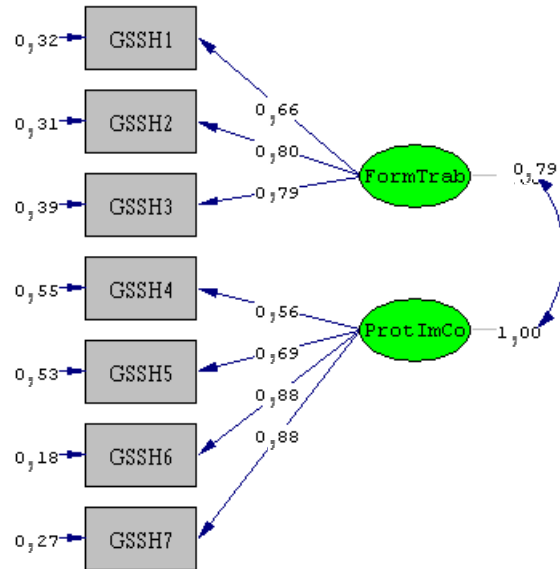 0,32 GSSH1
0,66
0,31 GSSH2
0,80
FormTrab 0,79
0,39 GSSH3 0,79
0,55 GSSH4
0,56
ProtImCo 1,00
0,53 GSSH5 0,69
0,88
0,18 GSSH6
0,88
0,27 GSSH7